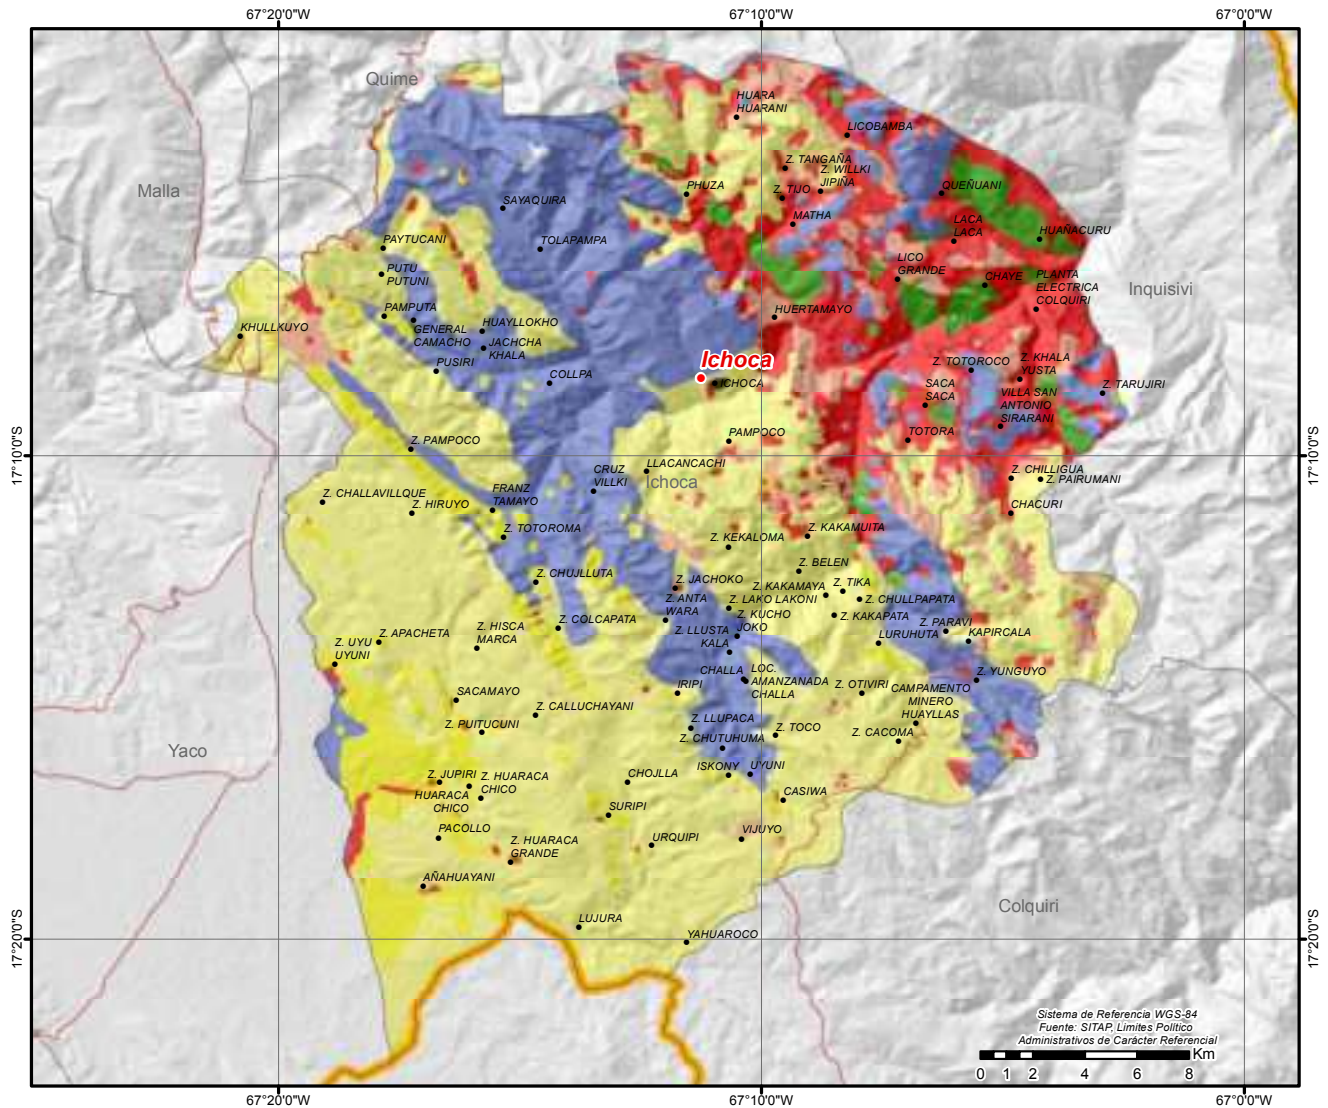 67°20'0"W
67°10'0"W
67°0'0"W
Quime
HUARA
HUARANI
LICOBAMBA
Z. TANGAÑA
Z. WILLKI
JIPIÑA
Malla
PHUZA
Z. TIJO
QUEÑUANI
SAYAQUIRA
MATHA
LACA
LACA
HUAÑACURU
PAYTUCANI
TOLAPAMPA
LICO
GRANDE
PUTU
PUTUNI
CHAYE
PLANTA
ELECTRICA
COLQUIRI
Inquisivi
PAMPUTA
HUERTAMAYO
KHULLKUYO
GENERAL
CAMACHO
HUAYLLOKHO
JACHCHA
KHALA
Ichoca
PUSIRI
COLLPA
ICHOCA
Z. TOTOROCO
Z. KHALA
YUSTA
SACA
SACA
VILLA SAN
ANTONIO
SIRARANI
Z. TARUJIRI
Z. PAMPOCO
PAMPOCO
TOTORA
17°10'0"S
17°10'0"S
CRUZ
VILLKI
LLACANCACHI
Ichoca
Z. CHILLIGUA
Z. PAIRUMANI
Z. CHALLAVILLQUE
Z. HIRUYO
FRANZ
TAMAYO
CHACURI
Z. TOTOROMA
Z. KEKALOMA
Z. KAKAMUITA
Z. BELEN
Z. CHUJLLUTA
Z. JACHOKO
Z. KAKAMAYA
Z. TIKA
Z. ANTA
WARA
Z. LAKO LAKONI
Z. CHULLPAPATA
Z. KUCHO
JOKO
Z. KAKAPATA
Z. COLCAPATA
Z. HISCA
MARCA
Z. APACHETA
Z. UYU
UYUNI
Z. LLUSTA
KALA
LURUHUTA
Z. PARAVI
KAPIRCALA
CHALLA
LOC.
AMANZANADA
CHALLA
Z. YUNGUYO
IRIPI
Z. OTIVIRI
CAMPAMENTO
MINERO
HUAYLLAS
SACAMAYO
Z. CALLUCHAYANI
Z. PUITUCUNI
Z. LLUPACA
Z. TOCO
Z. CACOMA
Z. CHUTUHUMA
Yaco
ISKONY
UYUNI
Z. JUPIRI
Z. HUARACA
CHICO
HUARACA
CHICO
CHOJLLA
CASIWA
SURIPI
PACOLLO
Z. HUARACA
GRANDE
URQUIPI
VIJUYO
AÑAHUAYANI
Colquiri
LUJURA
YAHUAROCO
17°20'0"S
17°20'0"S
Sistema de Referencia WGS-84
Fuente: SITAP, Limites Político
Administrativos de Carácter Referencial
Km
0 1 2 4 6 8
67°20'0"W
67°10'0"W
67°0'0"W